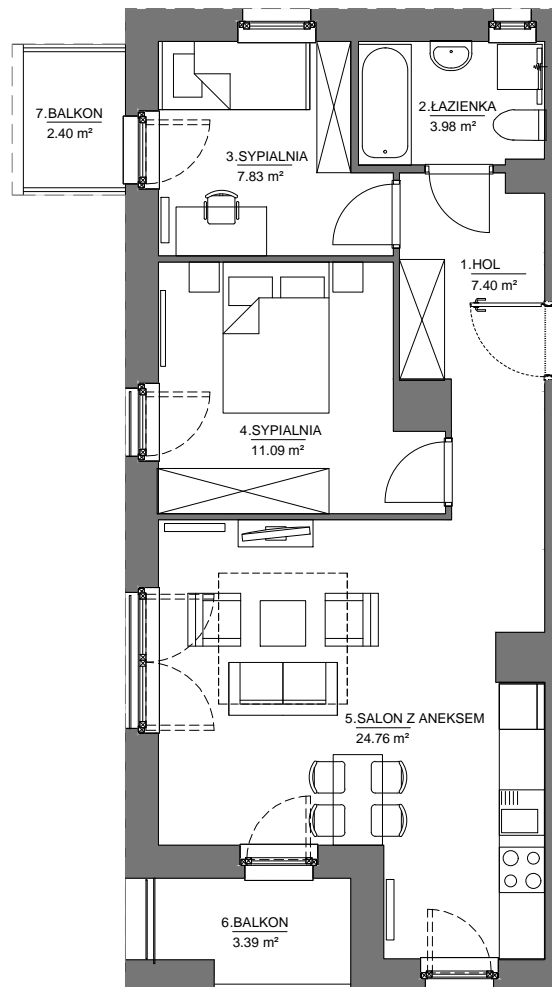 7.BALKON
2.40 m²
3.SYPIALNIA
7.83 m²
2.ŁAZIENKA
3.98 m²
1.HOL
7.40 m²
4.SYPIALNIA
11.09 m²
5.SALON Z ANEKSEM
24.76 m²
6.BALKON
3.39 m²